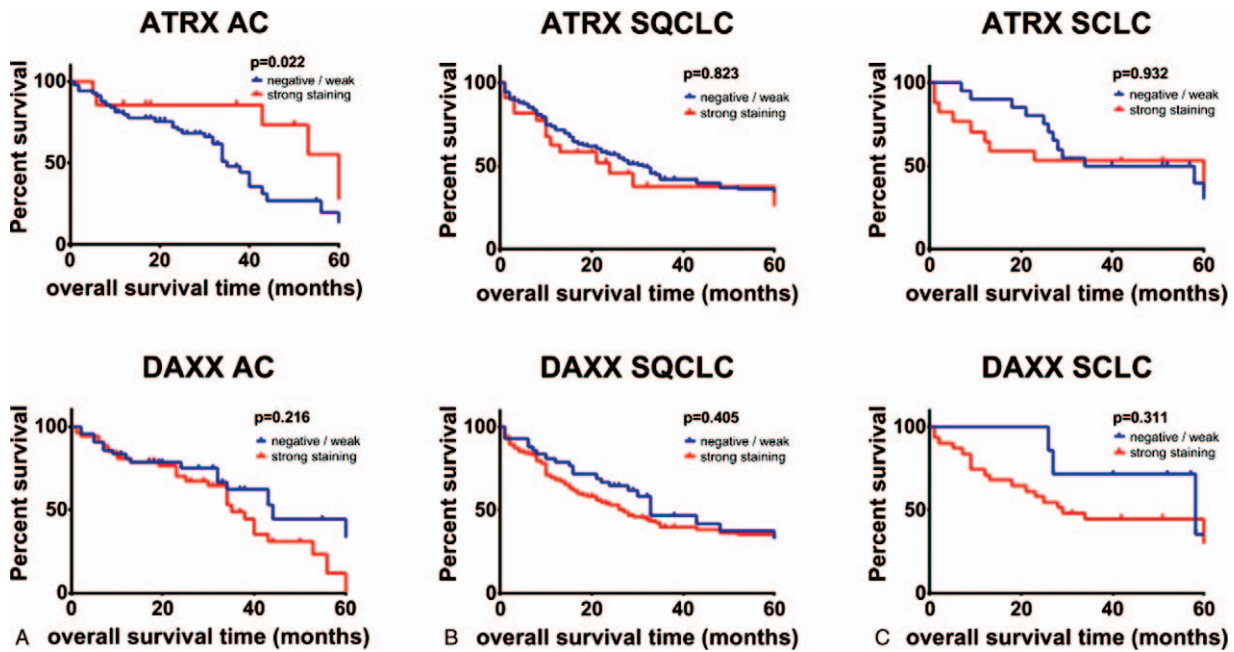 ATRX AC
ATRX SQCLC
ATRX SCLC
p=0.022
negative / weak
strong staining
Percent survival
100
50
0
0 20 40 60
overall survival time (months)
p=0.823
negative / weak
strong staining
Percent survival
100
50
0
0 20 40 60
overall survival time (months)
p=0.932
negative / weak
strong staining
Percent survival
100
50
0
0 20 40 60
overall survival time (months)
DAXX AC
DAXX SQCLC
DAXX SCLC
p=0.216
negative / weak
strong staining
Percent survival
100
50
0
0 20 40 60
A overall survival time (months)
p=0.405
negative / weak
strong staining
Percent survival
100
50
0
0 20 40 60
B overall survival time (months)
p=0.311
negative / weak
strong staining
Percent survival
100
50
0
0 20 40 60
C overall survival time (months)